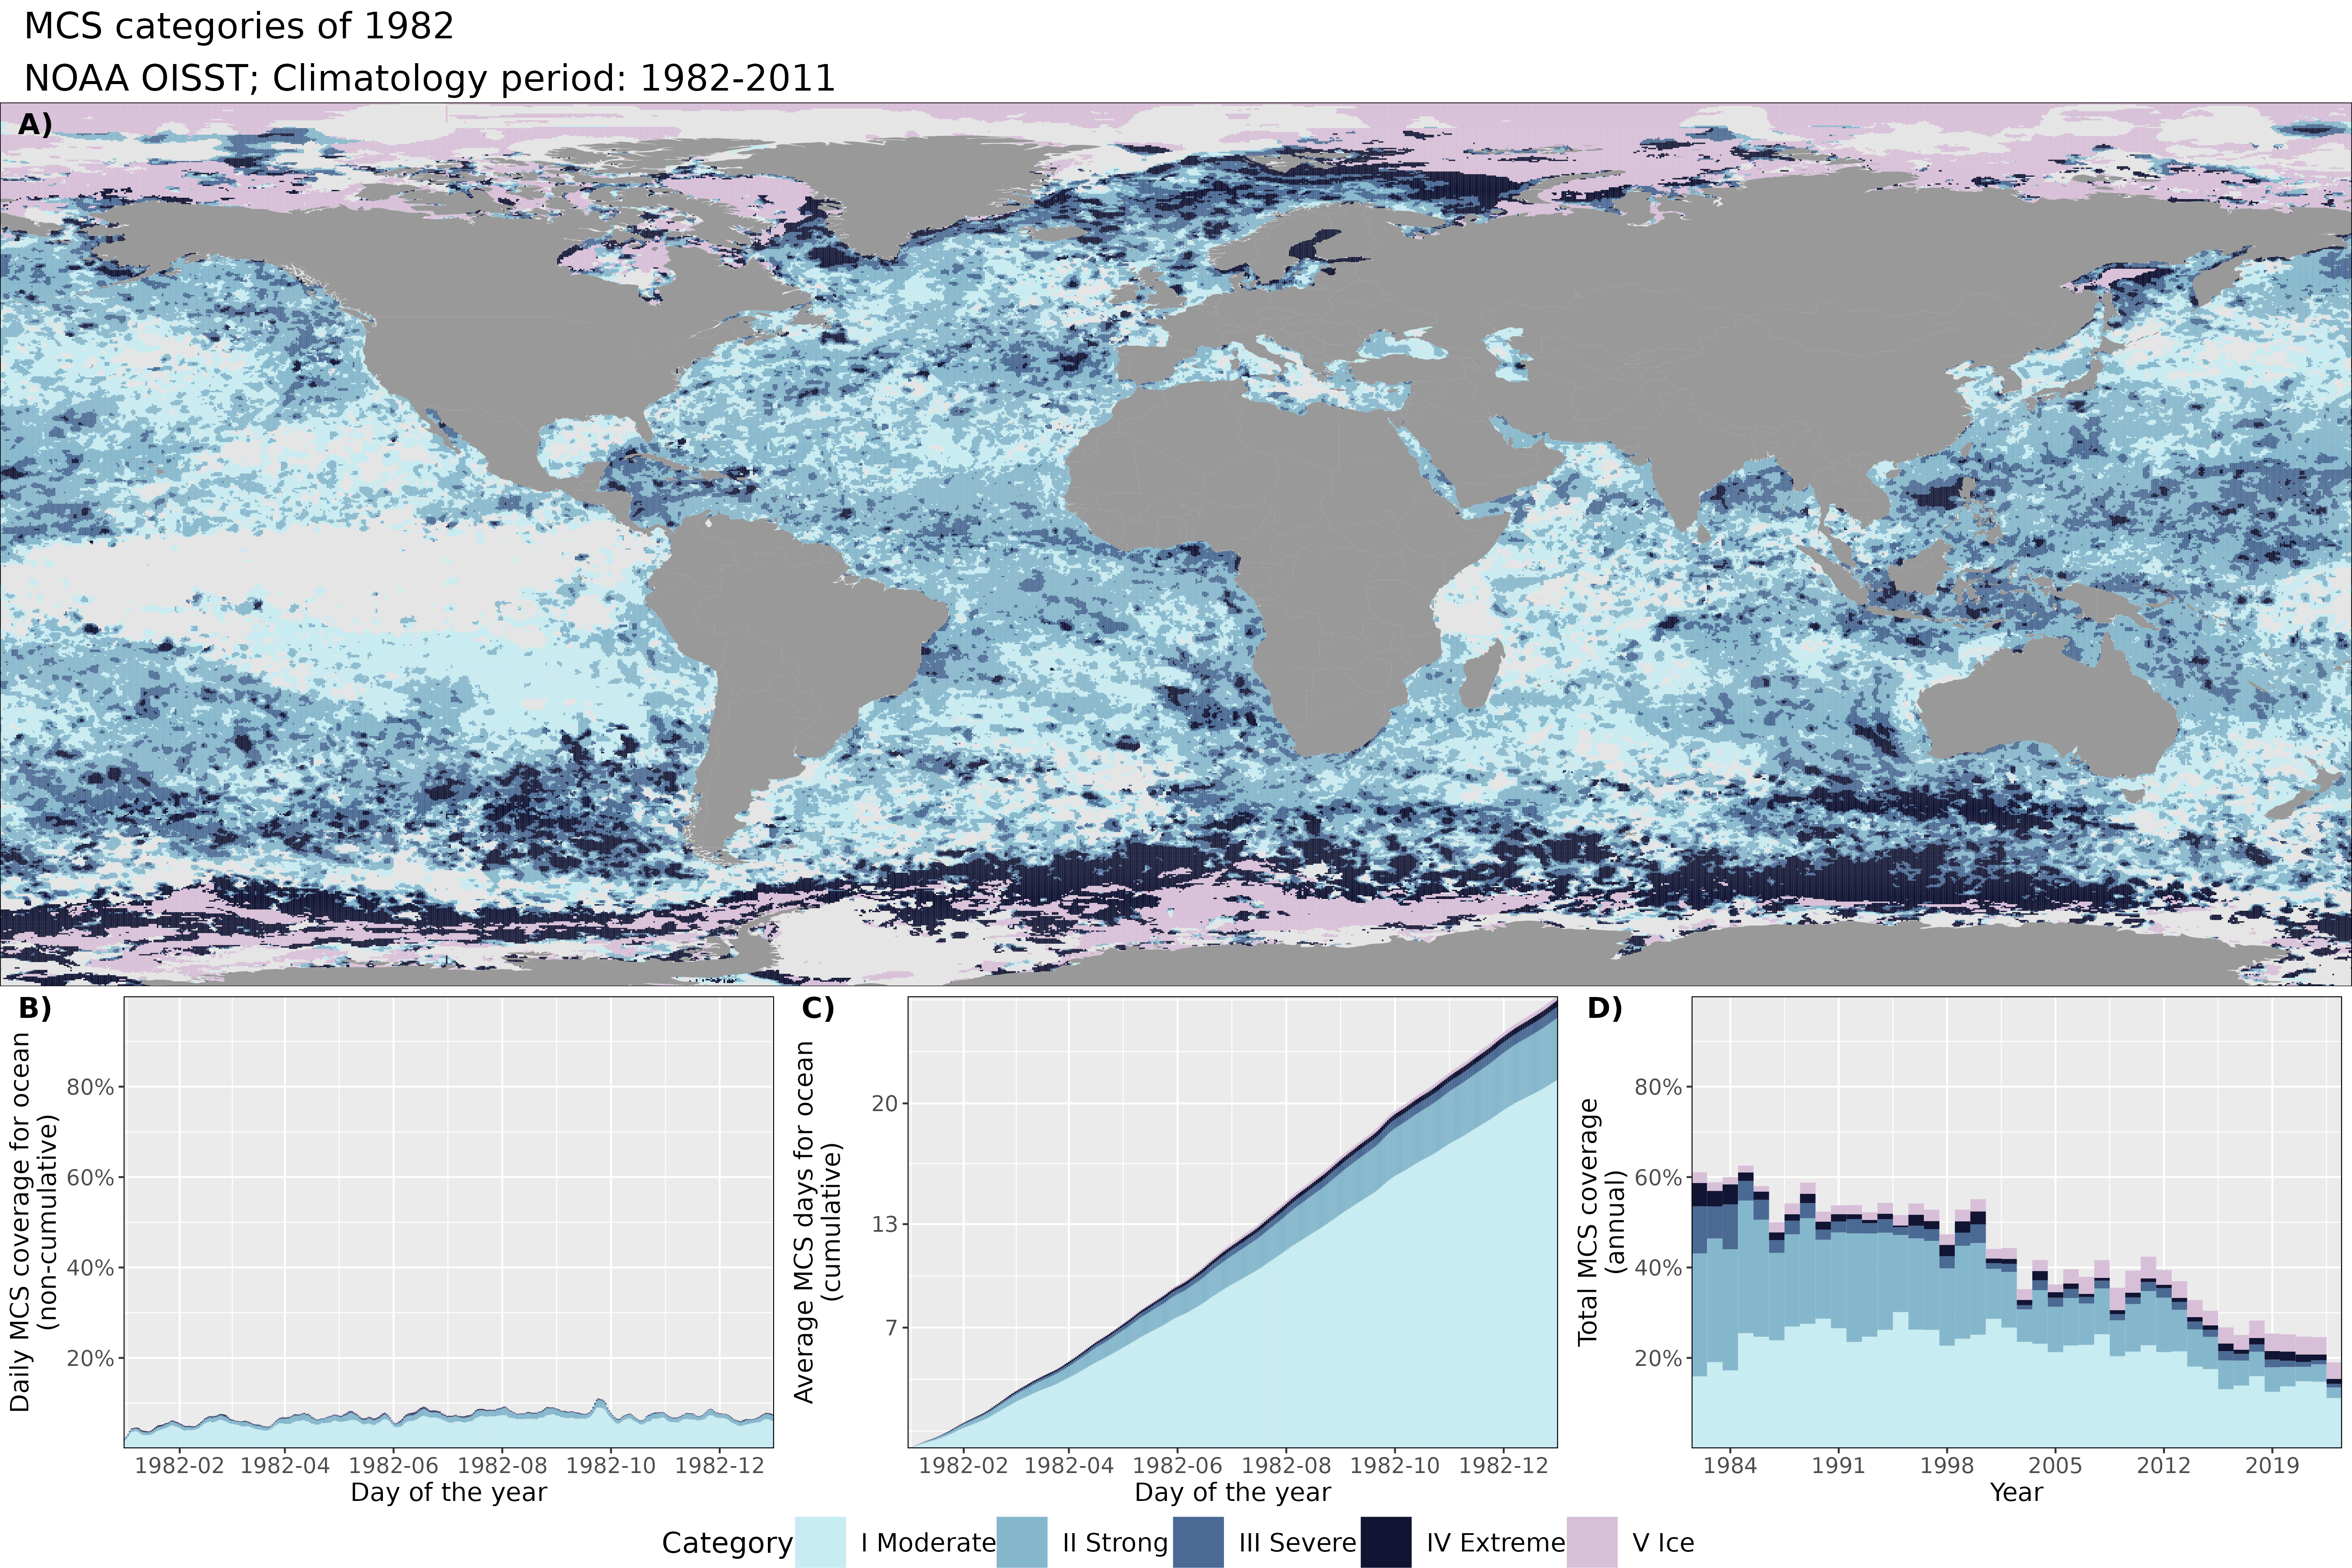 MCS categories of 1982
NOAA OISST; Climatology period: 1982-2011
A)
B)
Daily MCS coverage for ocean
(non-cumulative)
80%
60%
40%
20%
1982-02 1982-04 1982-06 1982-08 1982-10 1982-12
Day of the year
C)
Average MCS days for ocean
(cumulative)
20
13
7
1982-02 1982-04 1982-06 1982-08 1982-10 1982-12
Day of the year
D)
Total MCS coverage
(annual)
80%
60%
40%
20%
1984 1991 1998 2005 2012 2019
Year
Category I Moderate II Strong III Severe IV Extreme V Ice